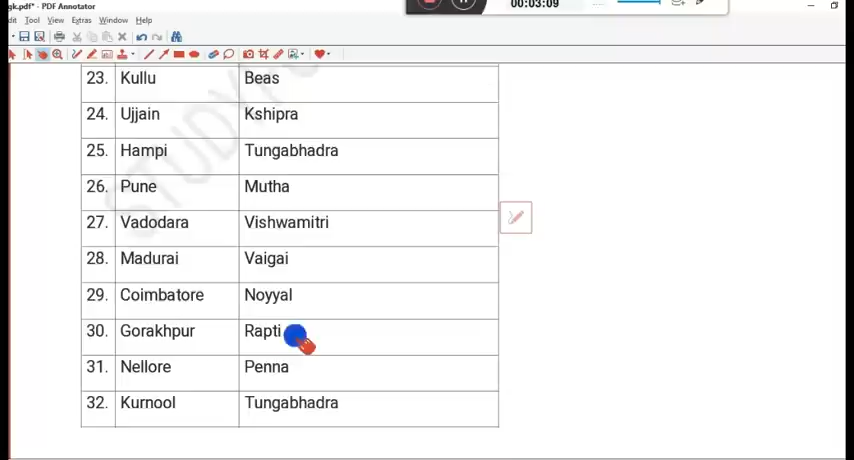 gk.pdf* - PDF Annotator
00:03:09
dit Tool View Extras Window Help
23. Kullu Beas
24. Ujjain Kshipra
25. Hampi Tungabhadra
26. Pune Mutha
27. Vadodara Vishwamitri
28. Madurai Vaigai
29. Coimbatore Noyyal
30. Gorakhpur Rapti
31. Nellore Penna
32. Kurnool Tungabhadra
STUDY